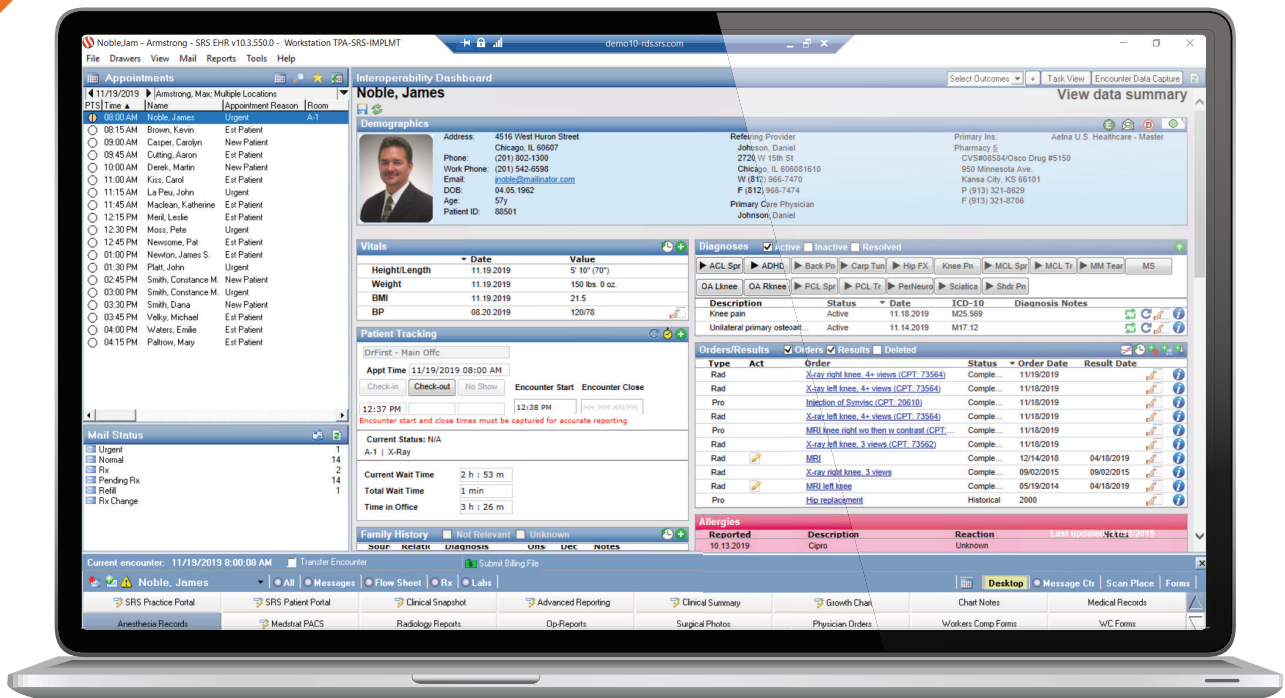 NobleJam - Armstrong - SRS EHR v10.3.550.0 - Workstation TPA-SRS-IMPLMT
demo10-rds.srs.com
File Drawers View Mail Reports Tools Help
Appointments
11/19/2019 Armstrong, Max; Multiple Locations
PTS Time Name Appointment Reason Room
08:00 AM Noble, James Urgent A-1
08:15 AM Brown, Kevin Est Patient
09:00 AM Casper, Carolyn New Patient
09:45 AM Cutting, Aaron Est Patient
10:00 AM Derek, Martin New Patient
11:00 AM Kiss, Carol Est Patient
11:15 AM La Peu, John Urgent
11:45 AM Maclean, Katherine Est Patient
12:15 PM Meril, Leslie Est Patient
12:30 PM Moss, Pete Urgent
12:45 PM Newsome, Pat Est Patient
01:00 PM Newton, James S. Est Patient
01:30 PM Platt, John Urgent
02:45 PM Smith, Constance M. New Patient
03:00 PM Smith, Constance M. Urgent
03:30 PM Smith, Dana New Patient
03:45 PM Velky, Michael Est Patient
04:00 PM Waters, Emilie Est Patient
04:15 PM Paltrow, Mary Est Patient
Mail Status
Urgent 1
Normal 14
Rx 2
Pending Rx 14
Refill 1
Rx Change
Interoperability Dashboard
Select Outcomes + Task View Encounter Data Capture
Noble, James
View data summary
Demographics
Address: 4516 West Huron Street
Chicago, IL 60607
Phone: (201) 802-1300
Work Phone: (201) 542-6598
Email: jnoble@mailinator.com
DOB: 04.05.1962
Age: 57y
Patient ID: 88501
Referring Provider
Johnson, Daniel
2720 W 15th St
Chicago, IL 606081610
W (812) 966-7470
F (812) 966-7474
Primary Care Physician
Johnson, Daniel
Primary Ins: Aetna U.S. Healthcare - Master
Pharmacy 5
CVS#08584/Osco Drug #5150
950 Minnesota Ave.
Kansa City, KS 66101
P (913) 321-8629
F (913) 321-8706
Vitals
Date Value
Height/Length 11.19.2019 5' 10" (70")
Weight 11.19.2019 150 lbs. 0 oz.
BMI 11.19.2019 21.5
BP 08.20.2019 120/78
Patient Tracking
DrFirst - Main Offc
Appt Time 11/19/2019 08:00 AM
Check-in Check-out No Show Encounter Start Encounter Close
12:37 PM 12:38 PM HH:MM AM/PM
Encounter start and close times must be captured for accurate reporting
Current Status: N/A
A-1 | X-Ray
Current Wait Time 2 h : 53 m
Total Wait Time 1 min
Time in Office 3 h : 26 m
Family History Not Relevant Unknown
Diagnosis Notes
Diagnoses Active Inactive Resolved
ACL Spr ADHD Back Pn Carp Tun Hip FX Knee Pn MCL Spr MCL Tr MM Tear MS
OA Lknee OA Rknee PCL Spr PCL Tr PerNeuro Sciatica Shdr Pn
Description Status Date ICD-10 Diagnosis Notes
Knee pain Active 11.18.2019 M25.569
Unilateral primary osteoatt... Active 11.14.2019 M17.12
Orders/Results Orders Results Deleted
Type Act Order Status Order Date Result Date
Rad X-ray right knee, 4+ views (CPT: 73564) Comple... 11/19/2019
Rad X-ray left knee, 4+ views (CPT: 73564) Comple... 11/18/2019
Pro Injection of Synvisc (CPT: 20610) Comple... 11/18/2019
Rad X-ray left knee, 4+ views (CPT: 73564) Comple... 11/18/2019
Pro MRI knee right wo then w contrast (CPT:... Comple... 11/18/2019
Rad X-ray left knee, 3 views (CPT: 73562) Comple... 11/18/2019
Rad MRI Comple... 12/14/2018 04/18/2019
Rad X-ray right knee, 3 views Comple... 09/02/2015 09/02/2015
Rad MRI left knee Comple... 05/19/2014 04/18/2019
Pro Hip replacement Historical 2000
Allergies
Reported Description Reaction
10.13.2019 Cipro Unknown
Current encounter: 11/19/2019 8:00:00 AM Transfer Encounter Submit Billing File
Noble, James All Messages Flow Sheet Rx Labs Desktop Message Ctr Scan Place Forms
SRS Practice Portal SRS Patient Portal Clinical Snapshot Advanced Reporting Clinical Summary Growth Chart Chart Notes Medical Records
Anesthesia Records Medstrat PACS Radiology Reports Op-Reports Surgical Photos Physician Orders Workers Comp Forms WC Forms